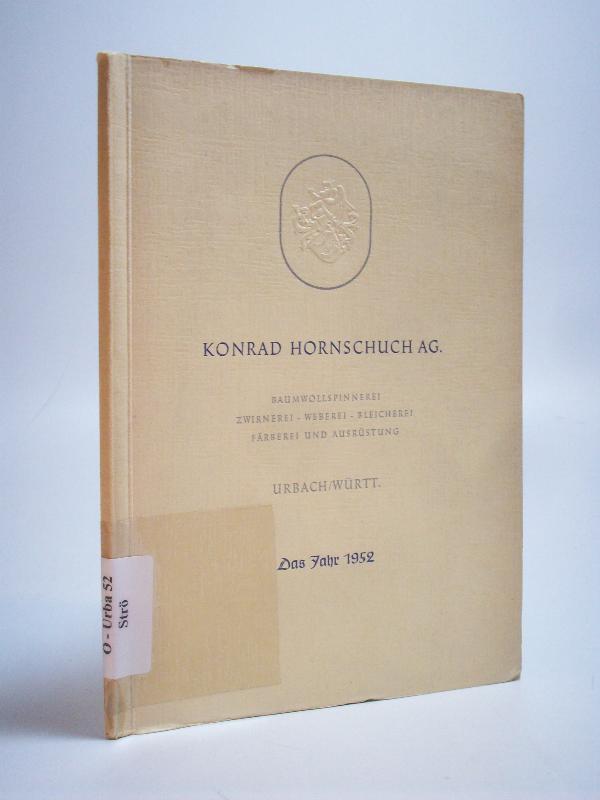 KONRAD HORNSCHUCH AG.
BAUMWOLLSPINNEREI
ZWIRNEREI - WEBEREI - BLEICHEREI
FÄRBEREI UND AUSRÜSTUNG
URBACH/WÜRTT.
Das Jahr 1952
O - Urba 52
Strö